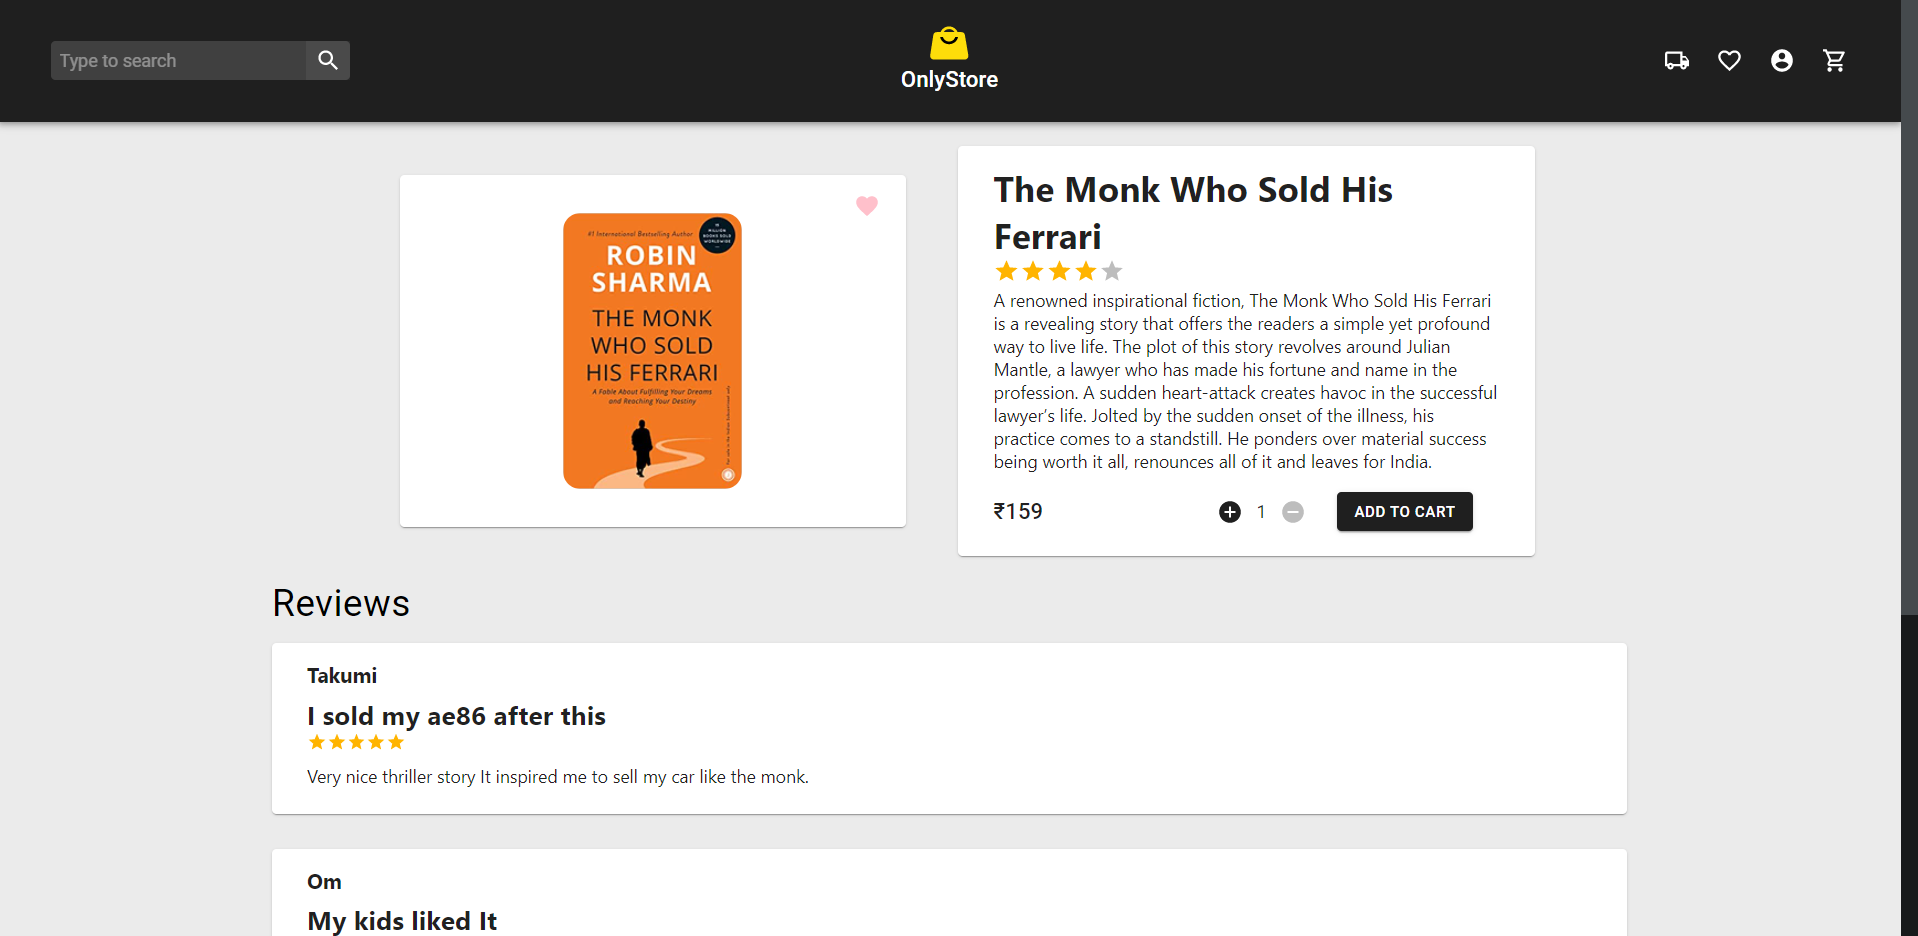 Type to search
OnlyStore
#1 International Bestselling Author
15
MILLION
BOOKS SOLD
WORLDWIDE
ROBIN
SHARMA
THE MONK
WHO SOLD
HIS FERRARI
A Fable About Fulfilling Your Dreams
and Reaching Your Destiny
The Monk Who Sold His
Ferrari
A renowned inspirational fiction, The Monk Who Sold His Ferrari
is a revealing story that offers the readers a simple yet profound
way to live life. The plot of this story revolves around Julian
Mantle, a lawyer who has made his fortune and name in the
profession. A sudden heart-attack creates havoc in the successful
lawyer’s life. Jolted by the sudden onset of the illness, his
practice comes to a standstill. He ponders over material success
being worth it all, renounces all of it and leaves for India.
₹159
1
ADD TO CART
Reviews
Takumi
I sold my ae86 after this
Very nice thriller story It inspired me to sell my car like the monk.
Om
My kids liked It